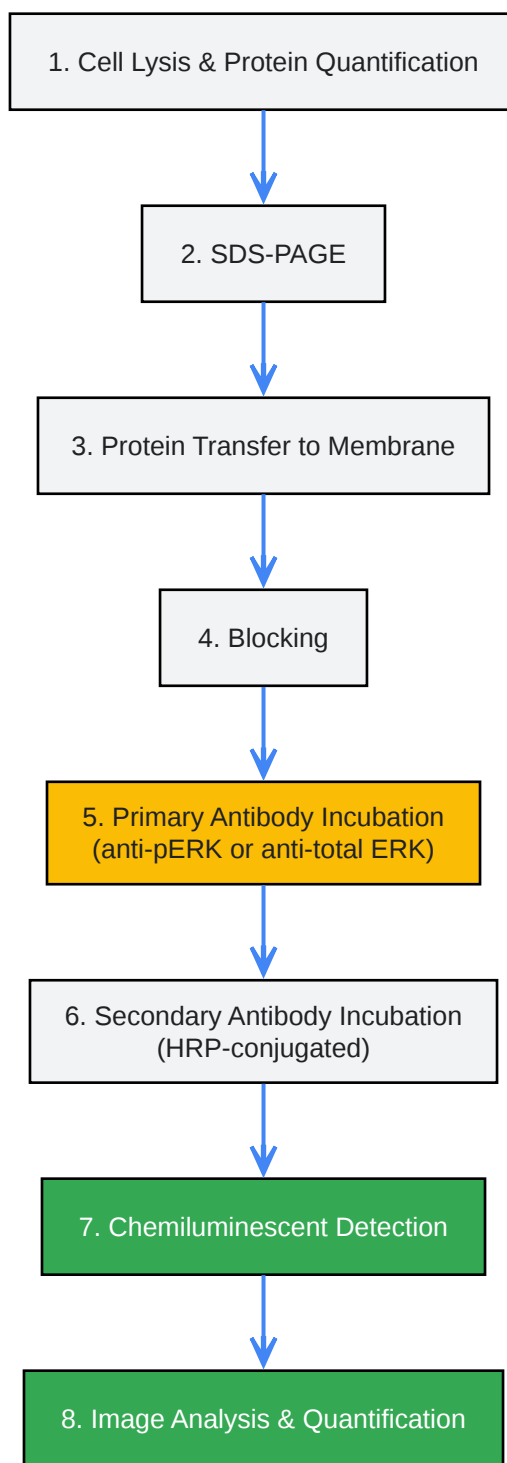 1. Cell Lysis & Protein Quantification
2. SDS-PAGE
3. Protein Transfer to Membrane
4. Blocking
5. Primary Antibody Incubation
(anti-pERK or anti-total ERK)
6. Secondary Antibody Incubation
(HRP-conjugated)
7. Chemiluminescent Detection
8. Image Analysis & Quantification